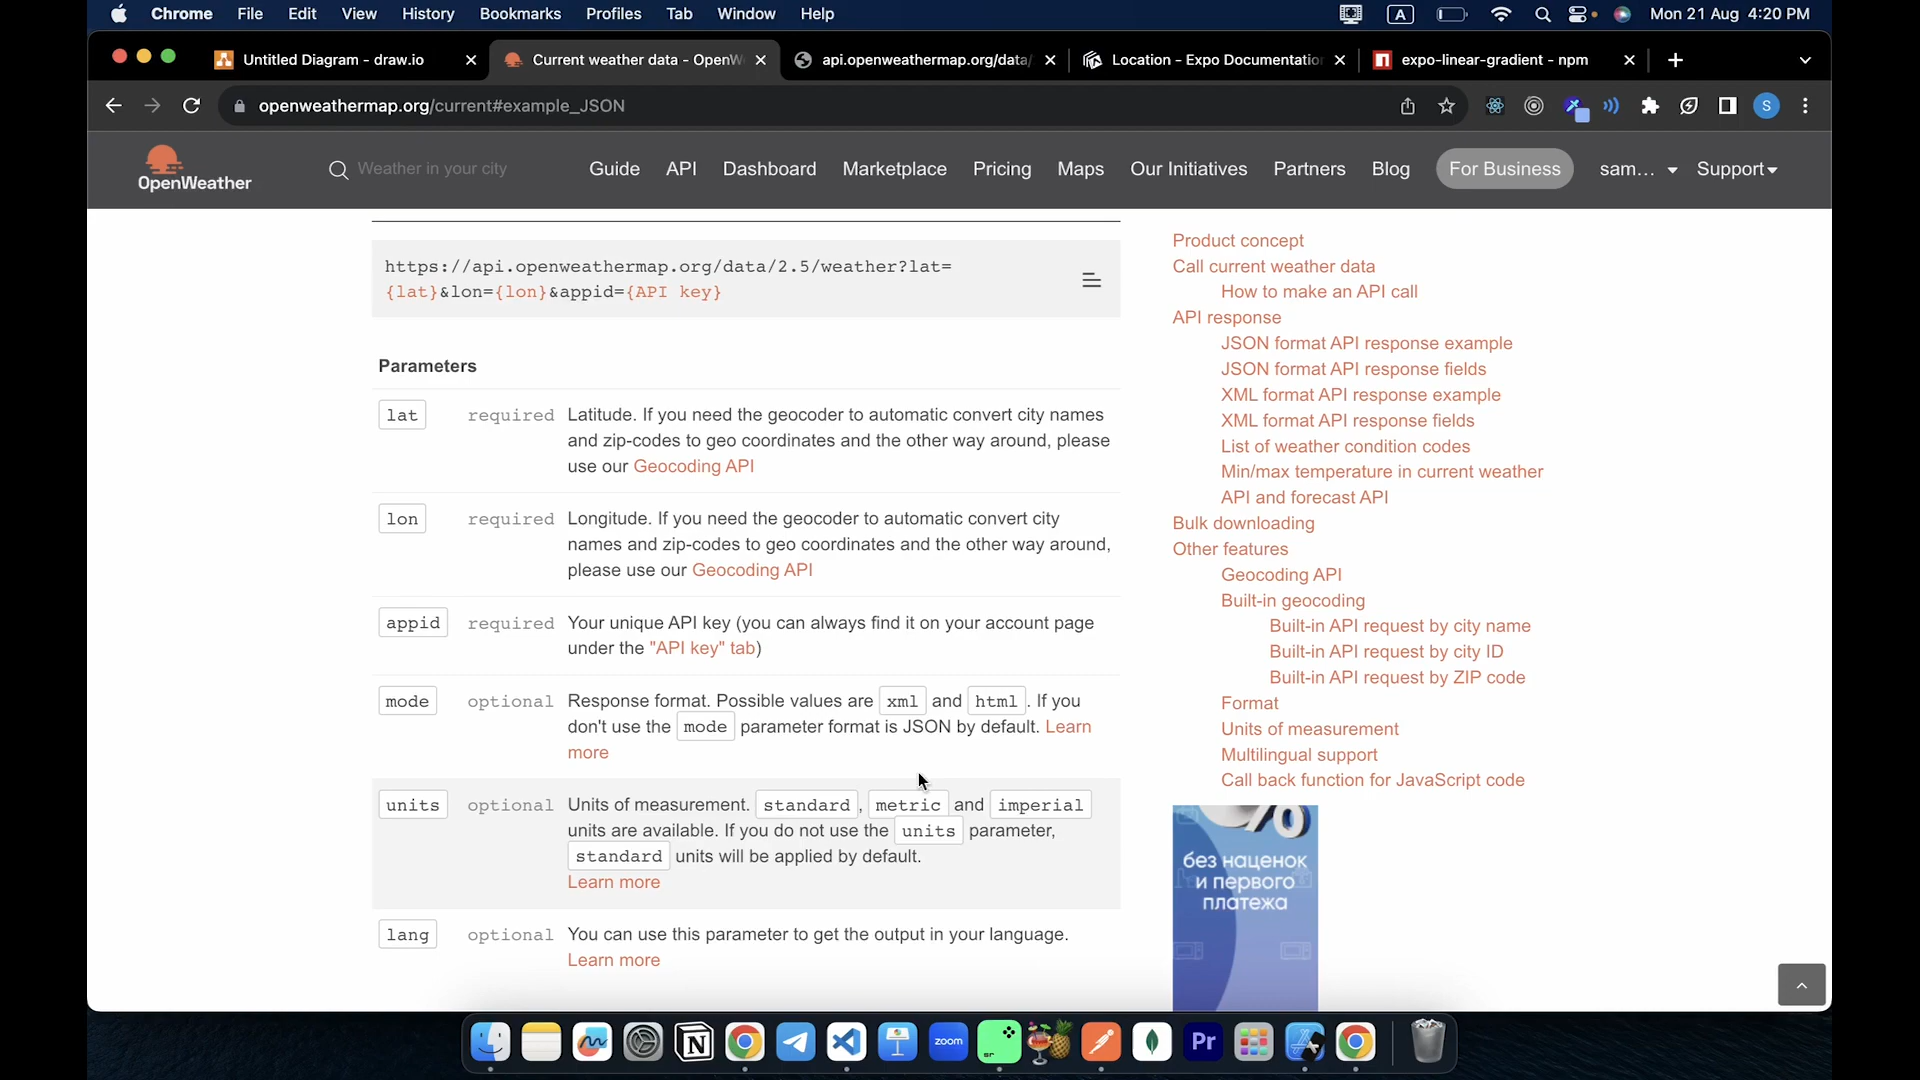 Chrome File Edit View History Bookmarks Profiles Tab Window Help A Mon 21 Aug 4:20 PM
Untitled Diagram - draw.io Current weather data - OpenW api.openweathermap.org/data/ Location - Expo Documentatio expo-linear-gradient - npm
openweathermap.org/current#example_JSON S
OpenWeather Weather in your city Guide API Dashboard Marketplace Pricing Maps Our Initiatives Partners Blog For Business sam... Support
https://api.openweathermap.org/data/2.5/weather?lat=
{lat}&lon={lon}&appid={API key}
Parameters
lat required Latitude. If you need the geocoder to automatic convert city names
and zip-codes to geo coordinates and the other way around, please
use our Geocoding API
lon required Longitude. If you need the geocoder to automatic convert city
names and zip-codes to geo coordinates and the other way around,
please use our Geocoding API
appid required Your unique API key (you can always find it on your account page
under the "API key" tab)
mode optional Response format. Possible values are xml and html. If you
don't use the mode parameter format is JSON by default. Learn
more
units optional Units of measurement. standard, metric and imperial
units are available. If you do not use the units parameter,
standard units will be applied by default.
Learn more
lang optional You can use this parameter to get the output in your language.
Learn more
Product concept
Call current weather data
How to make an API call
API response
JSON format API response example
JSON format API response fields
XML format API response example
XML format API response fields
List of weather condition codes
Min/max temperature in current weather
API and forecast API
Bulk downloading
Other features
Geocoding API
Built-in geocoding
Built-in API request by city name
Built-in API request by city ID
Built-in API request by ZIP code
Format
Units of measurement
Multilingual support
Call back function for JavaScript code
%
без наценок
и первого
платежа
zoom sr Pr